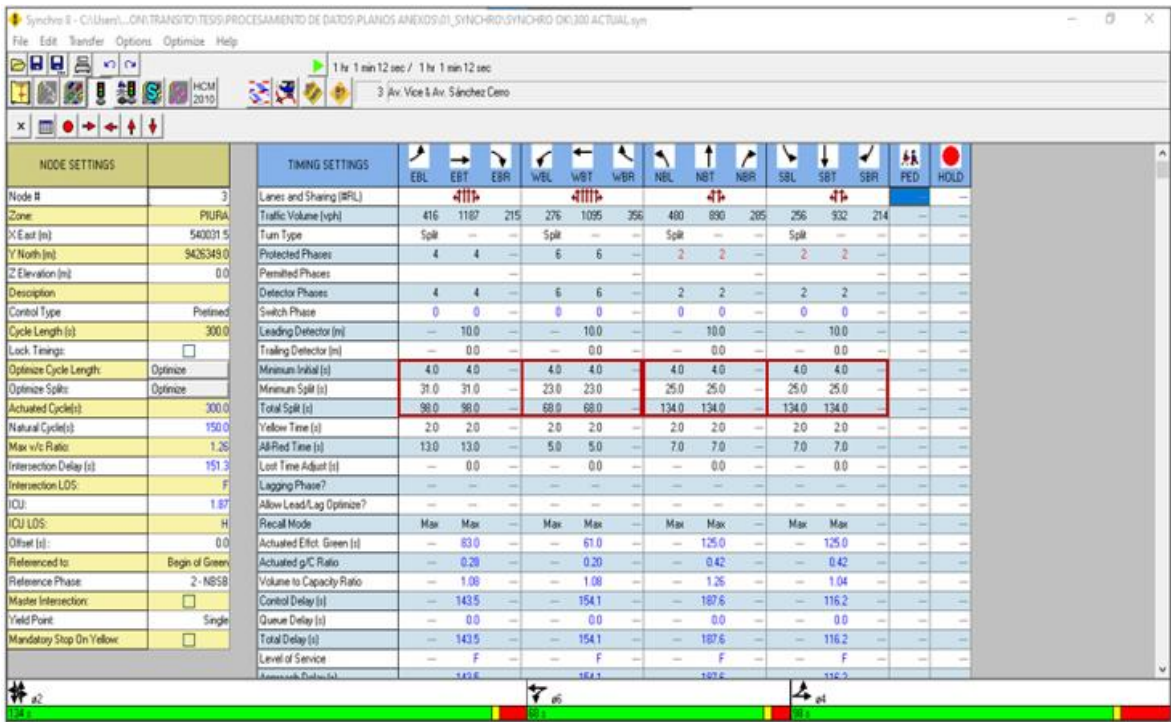 Synchro 8 - C:\Users\...ON\TRANSITO\TESIS\PROCESAMIENTO DE DATOS\PLANOS ANEXOS\01_SYNCHRO\SYNCHRO OK\300 ACTUAL.syn
File Edit Transfer Options Optimize Help
1 hr 1 min 12 sec / 1 hr 1 min 12 sec
HCM 2010
3 Av. Vice & Av. Sánchez Cerro
NODE SETTINGS
Node # 3
Zone: PIURA
X East (m): 540031.5
Y North (m): 9426349.0
Z Elevation (m): 0.0
Description
Control Type Pretimed
Cycle Length (s): 300.0
Lock Timings:
Optimize Cycle Length: Optimize
Optimize Splits: Optimize
Actuated Cycle(s): 300.0
Natural Cycle(s): 150.0
Max v/c Ratio: 1.26
Intersection Delay (s): 151.3
Intersection LOS: F
ICU: 1.87
ICU LOS: H
Offset (s): 0.0
Referenced to: Begin of Green
Reference Phase: 2 - NBSB
Master Intersection:
Yield Point: Single
Mandatory Stop On Yellow:
TIMING SETTINGS EBL EBT EBR WBL WBT WBR NBL NBT NBR SBL SBT SBR PED HOLD
Lanes and Sharing (#RL)
Traffic Volume (vph) 416 1187 215 276 1095 356 480 890 285 256 932 214 — —
Turn Type Split — — Split — — Split — — Split — — — —
Protected Phases 4 4 — 6 6 — 2 2 — 2 2 — — —
Permitted Phases — — — — — —
Detector Phases 4 4 — 6 6 — 2 2 — 2 2 — — —
Switch Phase 0 0 — 0 0 — 0 0 — 0 0 — — —
Leading Detector (m) — 10.0 — — 10.0 — — 10.0 — — 10.0 — — —
Trailing Detector (m) — 0.0 — — 0.0 — — 0.0 — — 0.0 — — —
Minimum Initial (s) 4.0 4.0 — 4.0 4.0 — 4.0 4.0 — 4.0 4.0 — — —
Minimum Split (s) 31.0 31.0 — 23.0 23.0 — 25.0 25.0 — 25.0 25.0 — — —
Total Split (s) 98.0 98.0 — 68.0 68.0 — 134.0 134.0 — 134.0 134.0 — — —
Yellow Time (s) 2.0 2.0 — 2.0 2.0 — 2.0 2.0 — 2.0 2.0 — — —
All-Red Time (s) 13.0 13.0 — 5.0 5.0 — 7.0 7.0 — 7.0 7.0 — — —
Lost Time Adjust (s) — 0.0 — — 0.0 — — 0.0 — — 0.0 — — —
Lagging Phase? — — — — — — — — — — — — — —
Allow Lead/Lag Optimize? — — — — — — — — — — — — — —
Recall Mode Max Max — Max Max — Max Max — Max Max — — —
Actuated Effct. Green (s) — 83.0 — — 61.0 — — 125.0 — — 125.0 — — —
Actuated g/C Ratio — 0.28 — — 0.20 — — 0.42 — — 0.42 — — —
Volume to Capacity Ratio — 1.08 — — 1.08 — — 1.26 — — 1.04 — — —
Control Delay (s) — 143.5 — — 154.1 — — 187.6 — — 116.2 — — —
Queue Delay (s) — 0.0 — — 0.0 — — 0.0 — — 0.0 — — —
Total Delay (s) — 143.5 — — 154.1 — — 187.6 — — 116.2 — — —
Level of Service — F — — F — — F — — F — — —
Approach Delay (s) 143.5 154.1 187.6 116.2
ø2 ø6 ø4
134 s 68 s 98 s